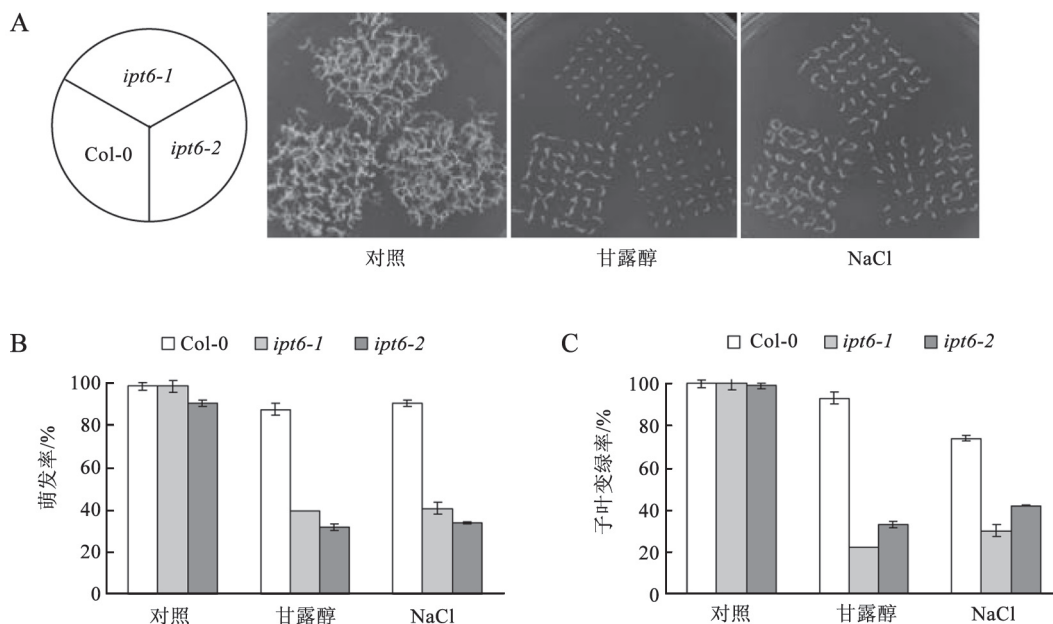 A
ipt6-1
Col-0
ipt6-2
对照
甘露醇
NaCl
B
Col-0 ipt6-1 ipt6-2
萌发率/%
100
80
60
40
20
0
对照 甘露醇 NaCl
C
Col-0 ipt6-1 ipt6-2
子叶变绿率/%
100
80
60
40
20
0
对照 甘露醇 NaCl